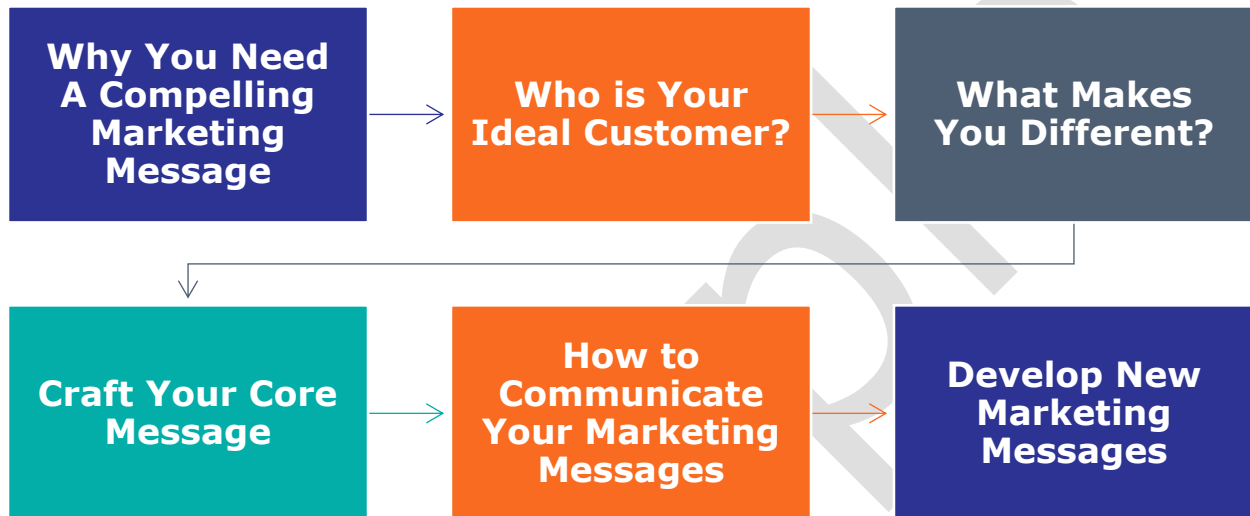 Why You Need
A Compelling
Marketing
Message
Who is Your
Ideal Customer?
What Makes
You Different?
Craft Your Core
Message
How to
Communicate
Your Marketing
Messages
Develop New
Marketing
Messages